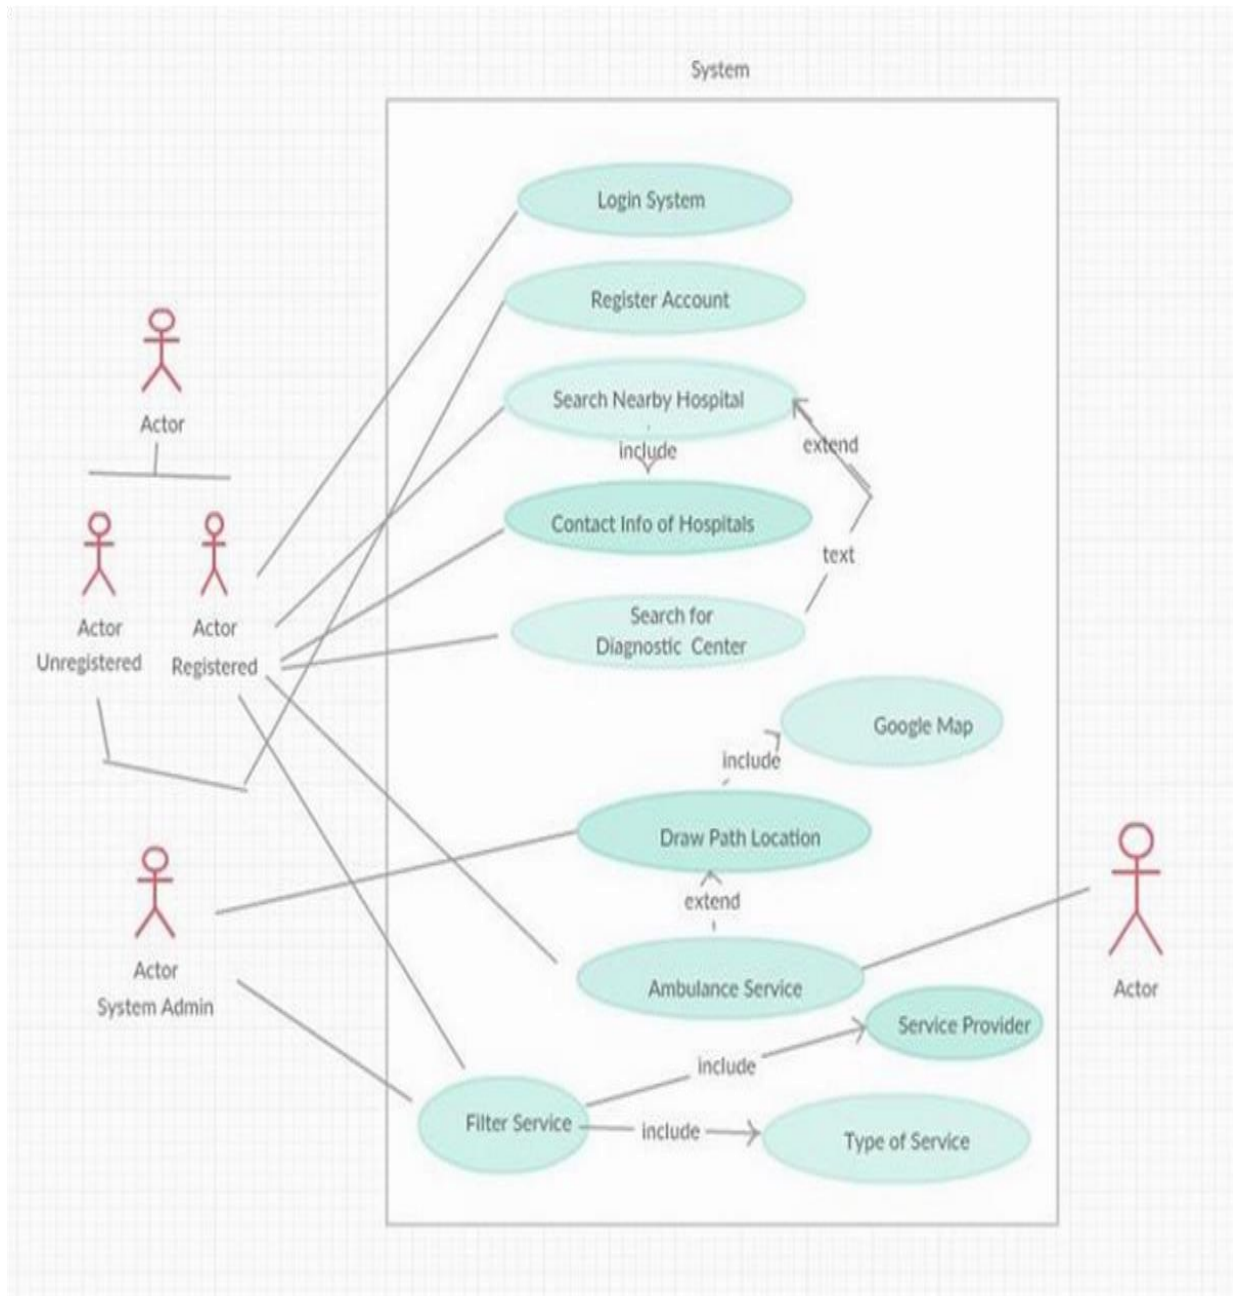 System
Login System
Register Account
Search Nearby Hospital
include
extend
Contact Info of Hospitals
text
Search for
Diagnostic Center
Google Map
include
Draw Path Location
extend
Ambulance Service
Service Provider
include
Filter Service
include
Type of Service
Actor
Actor
Unregistered
Actor
Registered
Actor
System Admin
Actor